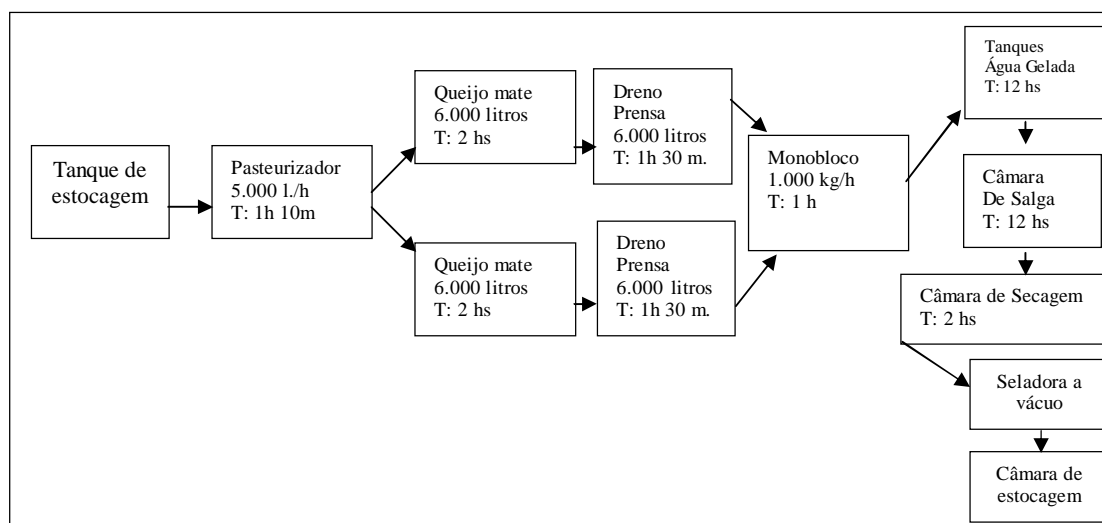 Tanque de
estocagem
Pasteurizador
5.000 l/h
T: 1h 10m
Queijo mate
6.000 litros
T: 2 hs
Dreno
Prensa
6.000 litros
T: 1h 30 m.
Queijo mate
6.000 litros
T: 2 hs
Dreno
Prensa
6.000 litros
T: 1h 30 m.
Monobloco
1.000 kg/h
T: 1 h
Tanques
Água Gelada
T: 12 hs
Câmara
De Salga
T: 12 hs
Câmara de Secagem
T: 2 hs
Seladora a
vácuo
Câmara de
estocagem